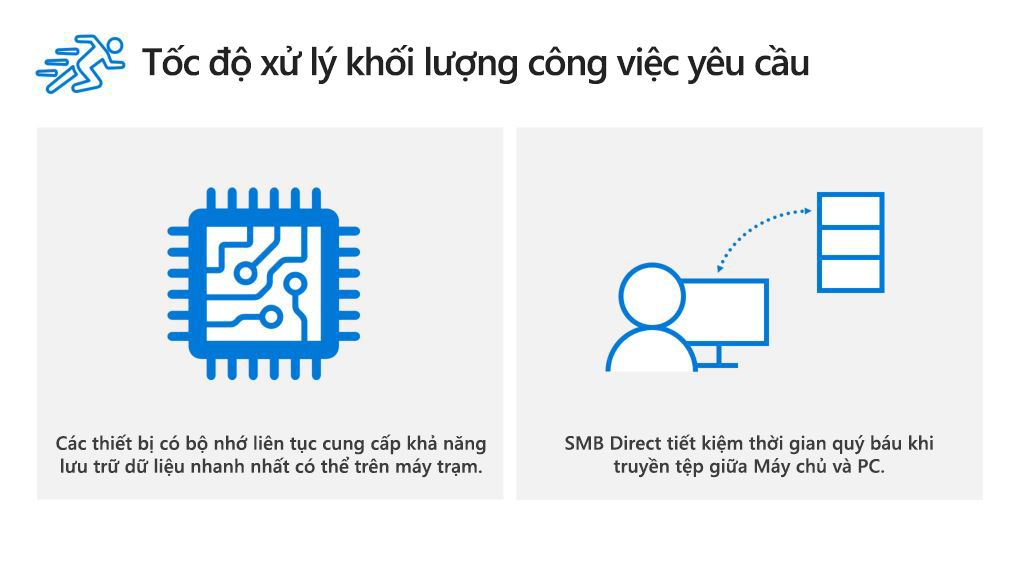 Tốc độ xử lý khối lượng công việc yêu cầu
Các thiết bị có bộ nhớ liên tục cung cấp khả năng
lưu trữ dữ liệu nhanh nhất có thể trên máy trạm.
SMB Direct tiết kiệm thời gian quý báu khi
truyền tệp giữa Máy chủ và PC.